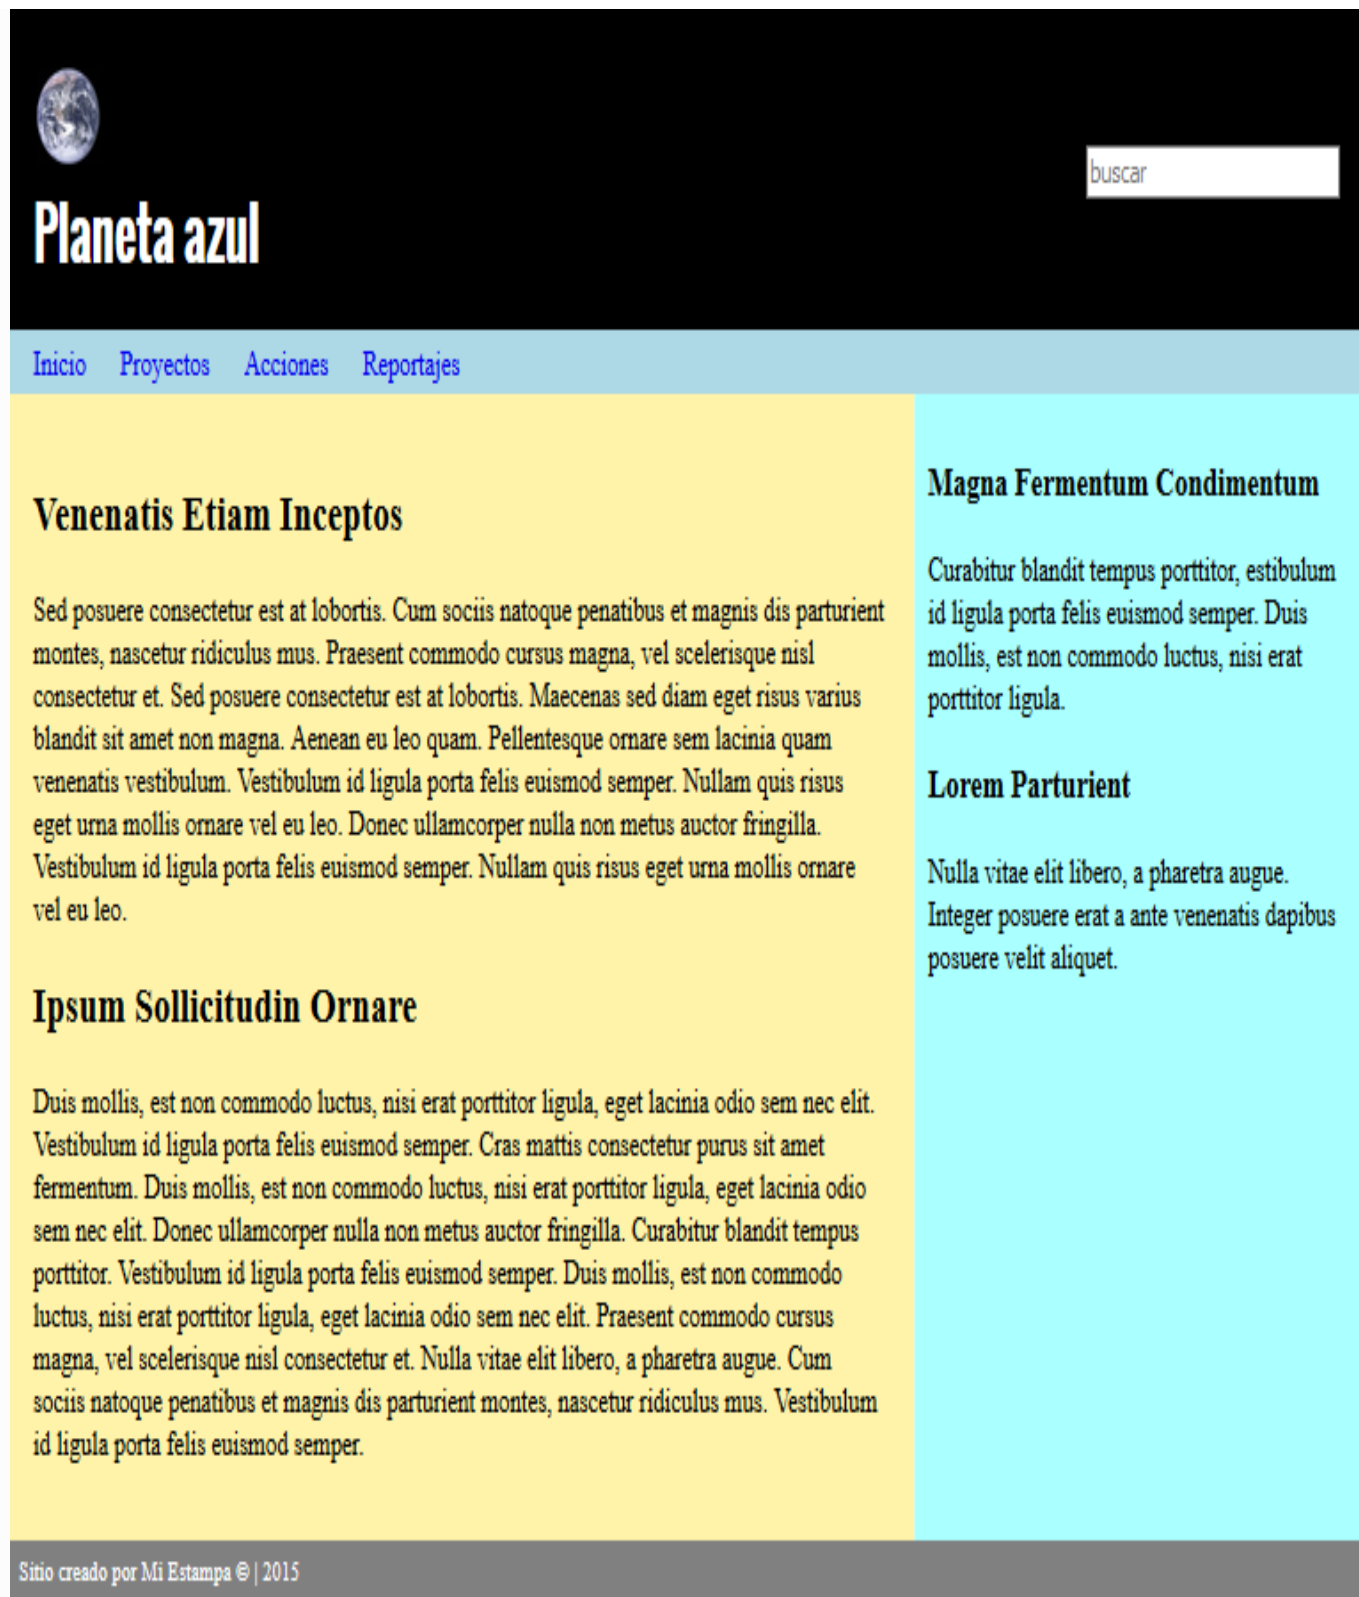 Planeta azul
buscar
Inicio Proyectos Acciones Reportajes
Venenatis Etiam Inceptos
Sed posuere consectetur est at lobortis. Cum sociis natoque penatibus et magnis dis parturient
montes, nascetur ridiculus mus. Praesent commodo cursus magna, vel scelerisque nisl
consectetur et. Sed posuere consectetur est at lobortis. Maecenas sed diam eget risus varius
blandit sit amet non magna. Aenean eu leo quam. Pellentesque ornare sem lacinia quam
venenatis vestibulum. Vestibulum id ligula porta felis euismod semper. Nullam quis risus
eget urna mollis ornare vel eu leo. Donec ullamcorper nulla non metus auctor fringilla.
Vestibulum id ligula porta felis euismod semper. Nullam quis risus eget urna mollis ornare
vel eu leo.
Ipsum Sollicitudin Ornare
Duis mollis, est non commodo luctus, nisi erat porttitor ligula, eget lacinia odio sem nec elit.
Vestibulum id ligula porta felis euismod semper. Cras mattis consectetur purus sit amet
fermentum. Duis mollis, est non commodo luctus, nisi erat porttitor ligula, eget lacinia odio
sem nec elit. Donec ullamcorper nulla non metus auctor fringilla. Curabitur blandit tempus
porttitor. Vestibulum id ligula porta felis euismod semper. Duis mollis, est non commodo
luctus, nisi erat porttitor ligula, eget lacinia odio sem nec elit. Praesent commodo cursus
magna, vel scelerisque nisl consectetur et. Nulla vitae elit libero, a pharetra augue. Cum
sociis natoque penatibus et magnis dis parturient montes, nascetur ridiculus mus. Vestibulum
id ligula porta felis euismod semper.
Magna Fermentum Condimentum
Curabitur blandit tempus porttitor, estibulum
id ligula porta felis euismod semper. Duis
mollis, est non commodo luctus, nisi erat
porttitor ligula.
Lorem Parturient
Nulla vitae elit libero, a pharetra augue.
Integer posuere erat a ante venenatis dapibus
posuere velit aliquet.
Sitio creado por Mi Estampa © | 2015